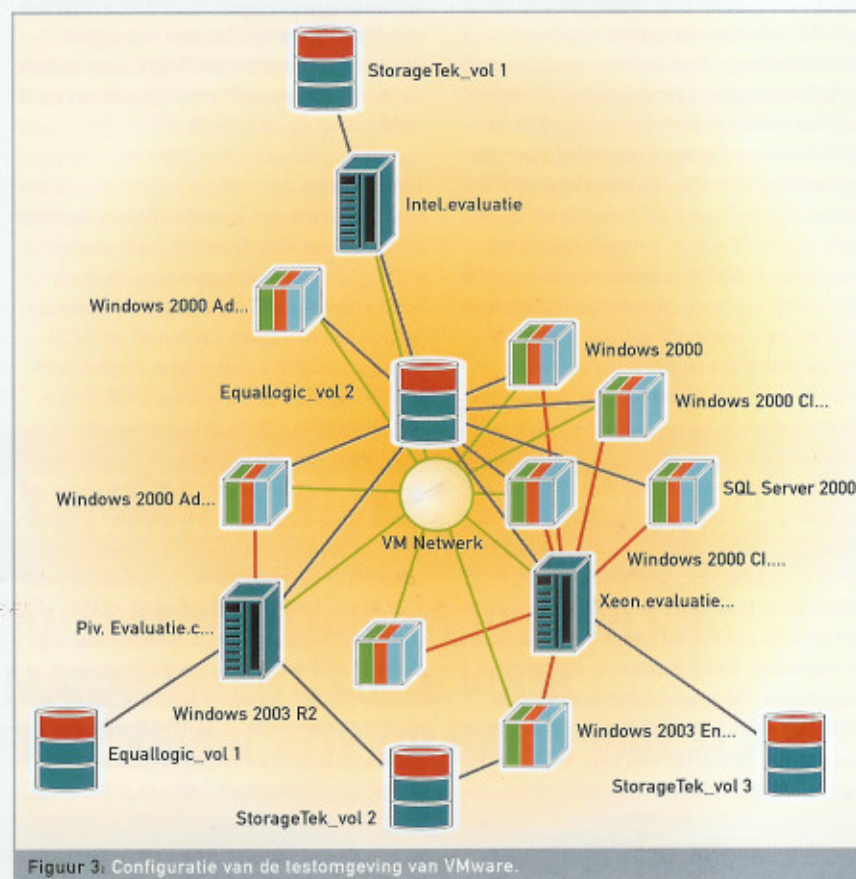 StorageTek_vol 1
Intel.evaluatie
Windows 2000 Ad...
Windows 2000
Equallogic_vol 2
Windows 2000 Cl...
Windows 2000 Ad...
SQL Server 2000
VM Netwerk
Windows 2000 Cl....
Piv. Evaluatie.c...
Xeon.evaluatie...
Windows 2003 R2
Windows 2003 En...
Equallogic_vol 1
StorageTek_vol 3
StorageTek_vol 2
Figuur 3: Configuratie van de testomgeving van VMware.